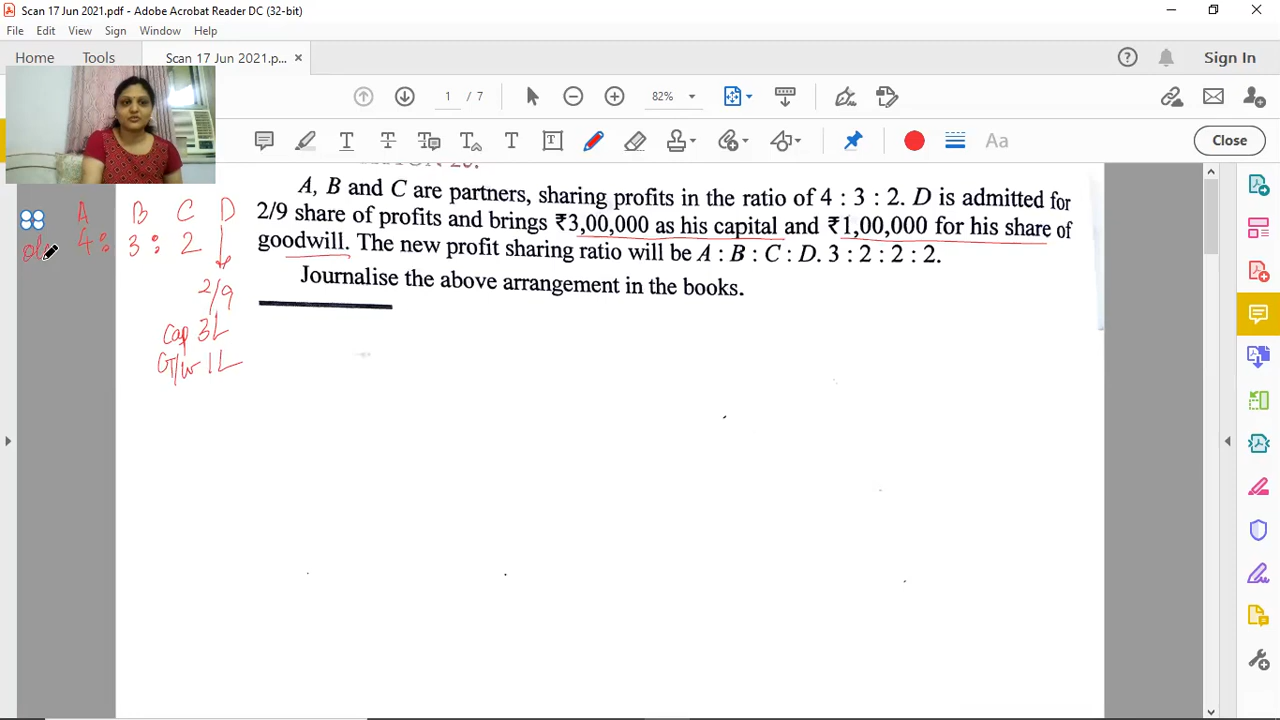 Scan 17 Jun 2021.pdf - Adobe Acrobat Reader DC (32-bit)
File Edit View Sign Window Help
Home Tools Scan 17 Jun 2021.p... × Sign In
1 / 7 82% Close
A, B and C are partners, sharing profits in the ratio of 4 : 3 : 2. D is admitted for
2/9 share of profits and brings ₹3,00,000 as his capital and ₹1,00,000 for his share of
goodwill. The new profit sharing ratio will be A : B : C : D. 3 : 2 : 2 : 2.
Journalise the above arrangement in the books.
A B C D
4 : 3 : 2
2/9
Cap 3L
G/w 1L